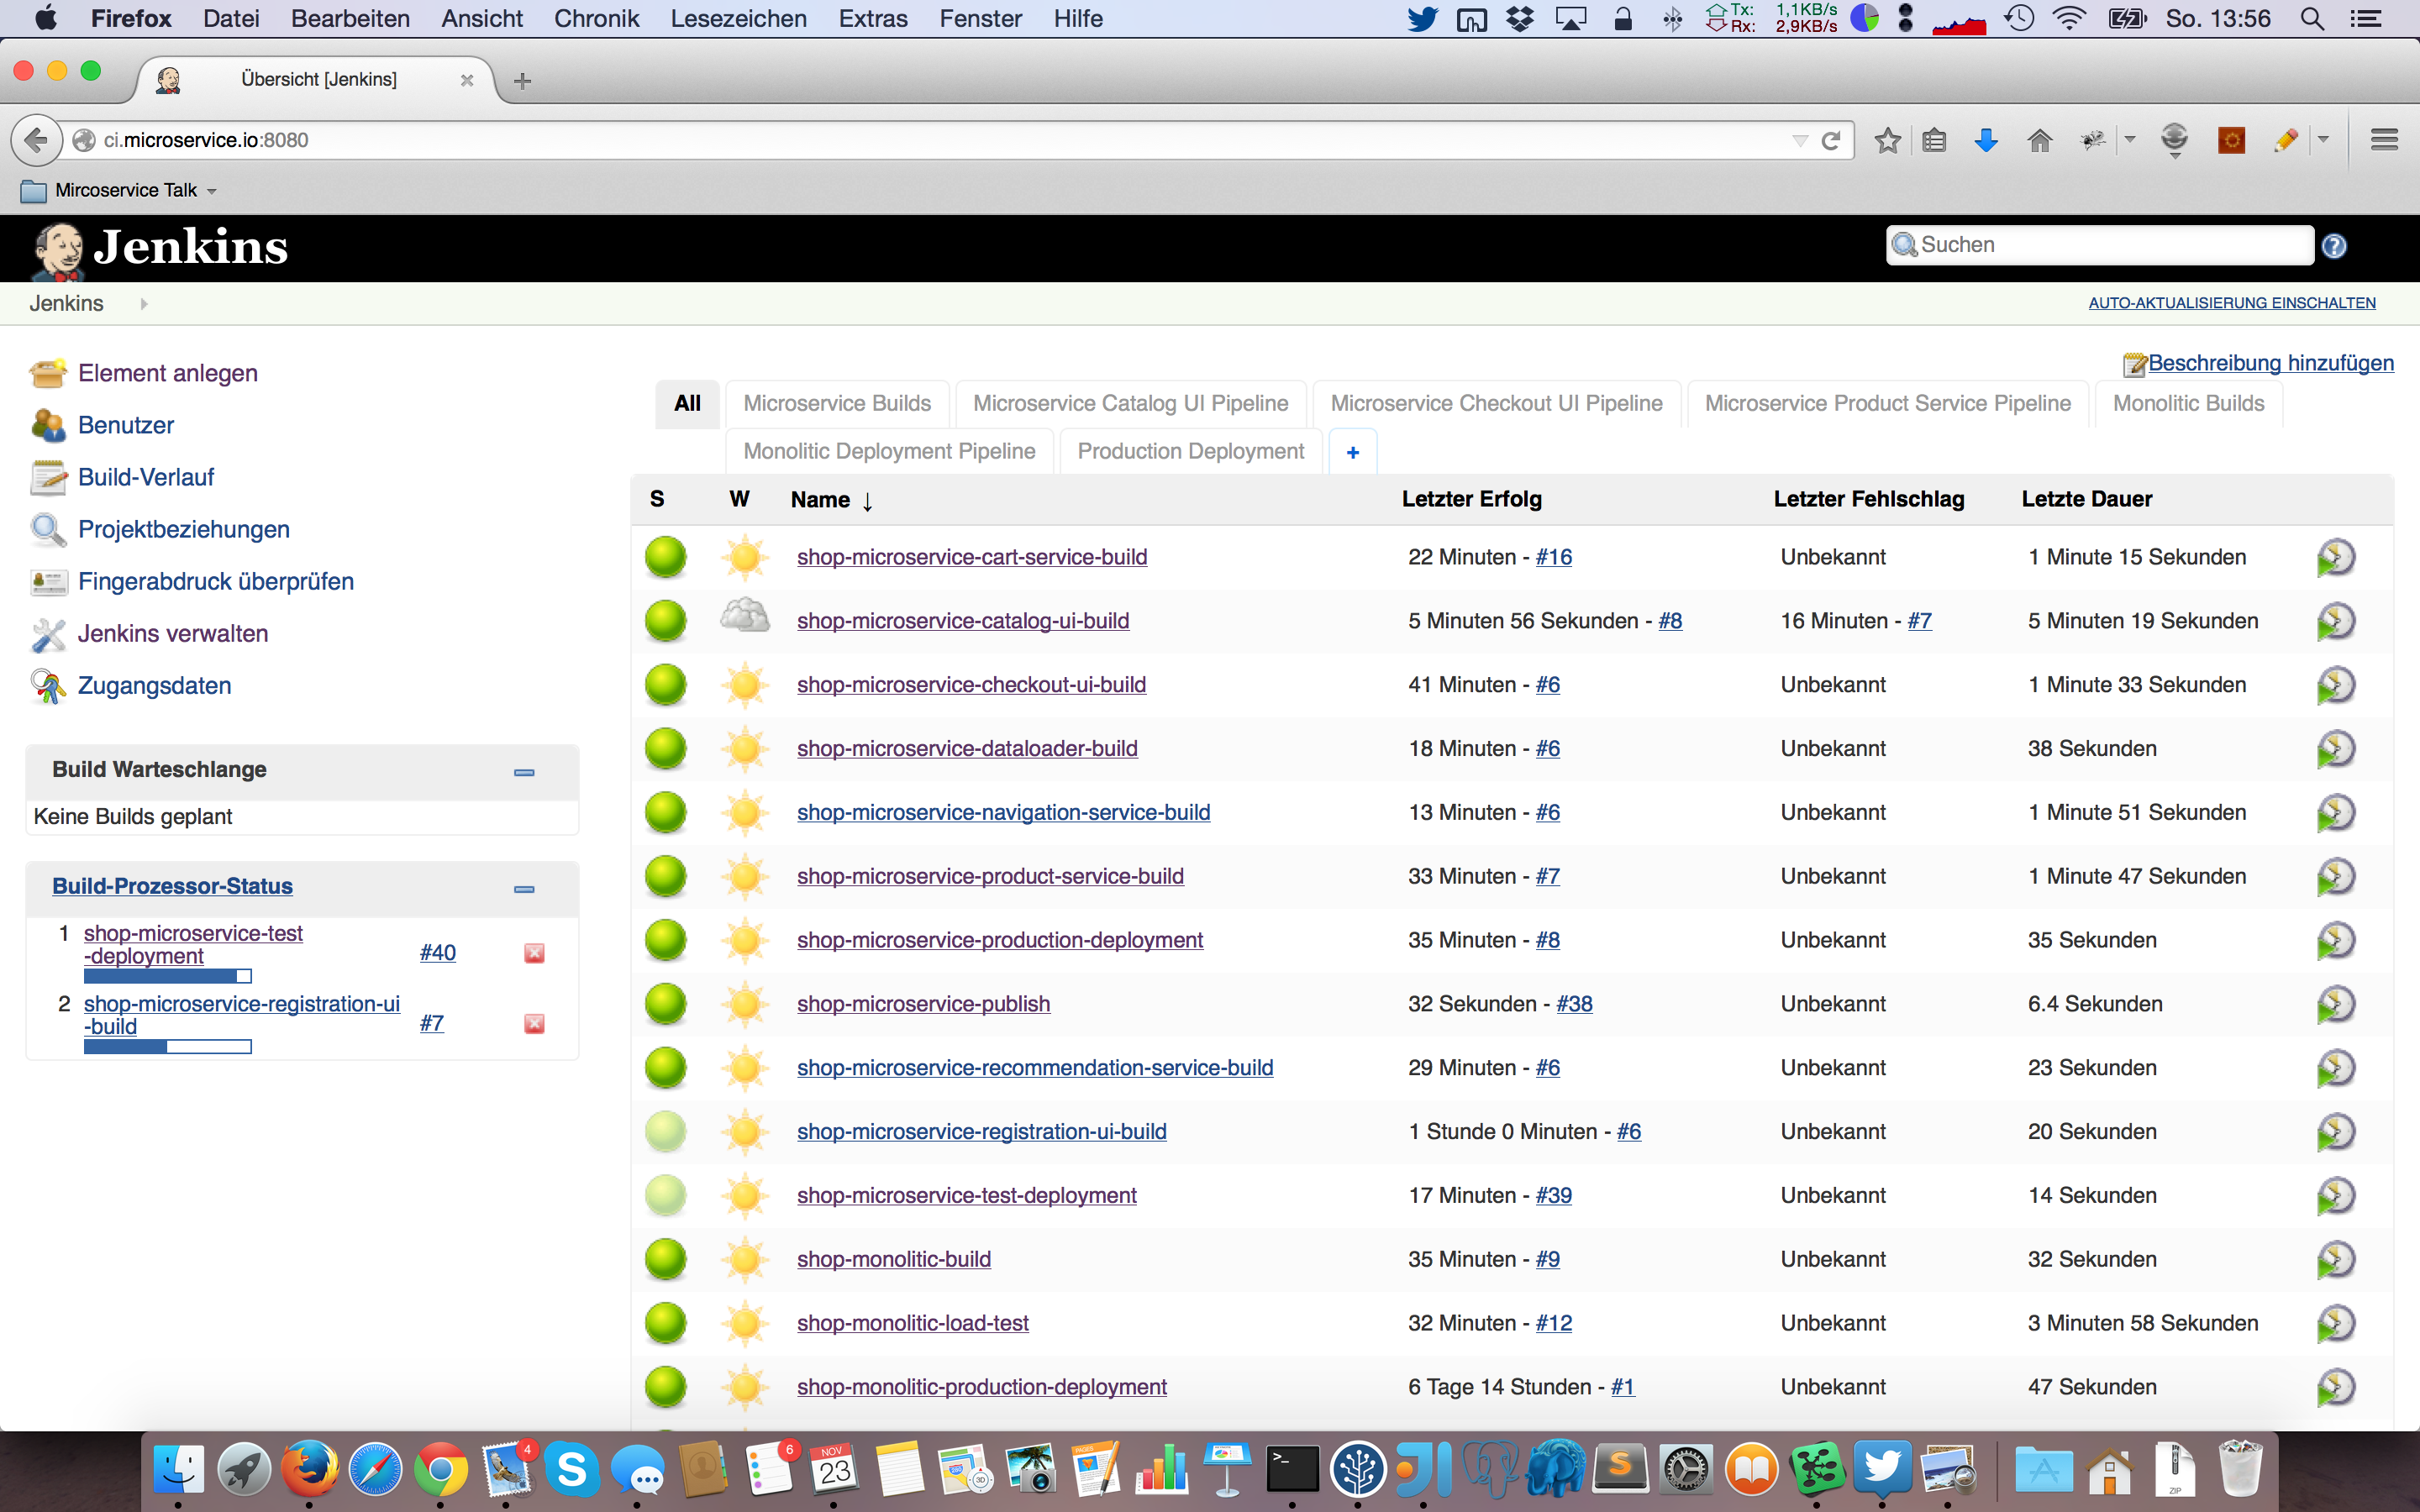 Firefox Datei Bearbeiten Ansicht Chronik Lesezeichen Extras Fenster Hilfe
Tx: 1,1KB/s
Rx: 2,9KB/s
So. 13:56
Übersicht [Jenkins]
ci.microservice.io:8080
Mircoservice Talk
Jenkins
Suchen
Jenkins
AUTO-AKTUALISIERUNG EINSCHALTEN
Element anlegen
Benutzer
Build-Verlauf
Projektbeziehungen
Fingerabdruck überprüfen
Jenkins verwalten
Zugangsdaten
Build Warteschlange
Keine Builds geplant
Build-Prozessor-Status
1 shop-microservice-test
-deployment #40
2 shop-microservice-registration-ui
-build #7
Beschreibung hinzufügen
All Microservice Builds Microservice Catalog UI Pipeline Microservice Checkout UI Pipeline Microservice Product Service Pipeline Monolitic Builds
Monolitic Deployment Pipeline Production Deployment +
S W Name ↓ Letzter Erfolg Letzter Fehlschlag Letzte Dauer
shop-microservice-cart-service-build 22 Minuten - #16 Unbekannt 1 Minute 15 Sekunden
shop-microservice-catalog-ui-build 5 Minuten 56 Sekunden - #8 16 Minuten - #7 5 Minuten 19 Sekunden
shop-microservice-checkout-ui-build 41 Minuten - #6 Unbekannt 1 Minute 33 Sekunden
shop-microservice-dataloader-build 18 Minuten - #6 Unbekannt 38 Sekunden
shop-microservice-navigation-service-build 13 Minuten - #6 Unbekannt 1 Minute 51 Sekunden
shop-microservice-product-service-build 33 Minuten - #7 Unbekannt 1 Minute 47 Sekunden
shop-microservice-production-deployment 35 Minuten - #8 Unbekannt 35 Sekunden
shop-microservice-publish 32 Sekunden - #38 Unbekannt 6.4 Sekunden
shop-microservice-recommendation-service-build 29 Minuten - #6 Unbekannt 23 Sekunden
shop-microservice-registration-ui-build 1 Stunde 0 Minuten - #6 Unbekannt 20 Sekunden
shop-microservice-test-deployment 17 Minuten - #39 Unbekannt 14 Sekunden
shop-monolitic-build 35 Minuten - #9 Unbekannt 32 Sekunden
shop-monolitic-load-test 32 Minuten - #12 Unbekannt 3 Minuten 58 Sekunden
shop-monolitic-production-deployment 6 Tage 14 Stunden - #1 Unbekannt 47 Sekunden
4
6
NOV
23
3D
PAGES
ZIP